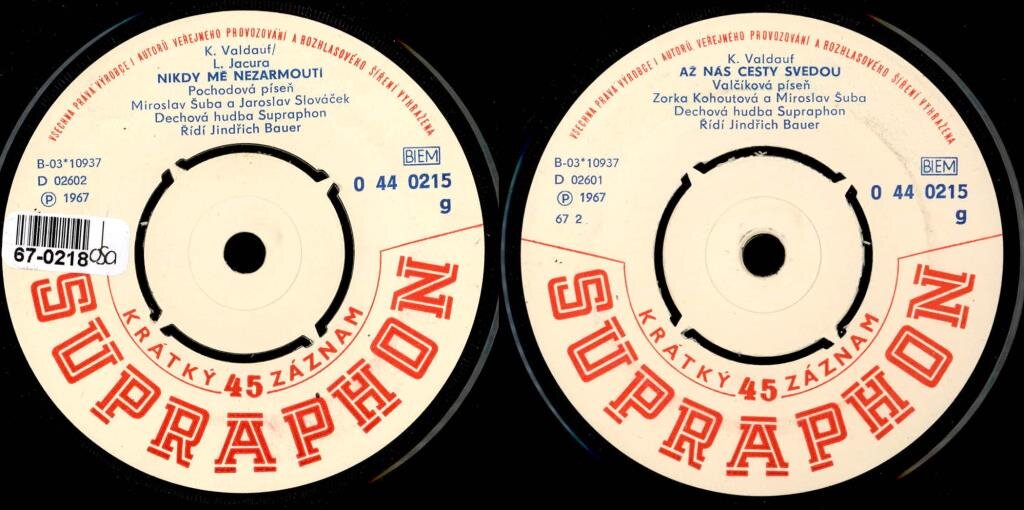 VŠECHNA PRÁVA VÝROBCE I AUTORŮ VEŘEJNÉHO PROVOZOVÁNÍ A ROZHLASOVÉHO ŠÍŘENÍ VYHRAŽENA
K. Valdauf/
L. Jacura
NIKDY MĚ NEZARMOUTI
Pochodová píseň
Miroslav Šuba a Jaroslav Slováček
Dechová hudba Supraphon
Řídí Jindřich Bauer
B-03*10937
D 02602
Ⓟ 1967
BIEM
0 44 0215
g
67-0218
osa
KRÁTKÝ 45 ZÁZNAM
SUPRAPHON
VŠECHNA PRÁVA VÝROBCE I AUTORŮ VEŘEJNÉHO PROVOZOVÁNÍ A ROZHLASOVÉHO ŠÍŘENÍ VYHRAŽENA
K. Valdauf
AŽ NÁS CESTY SVEDOU
Valčíková píseň
Zorka Kohoutová a Miroslav Šuba
Dechová hudba Supraphon
Řídí Jindřich Bauer
B-03*10937
D 02601
Ⓟ 1967
67 2
BIEM
0 44 0215
g
KRÁTKÝ 45 ZÁZNAM
SUPRAPHON